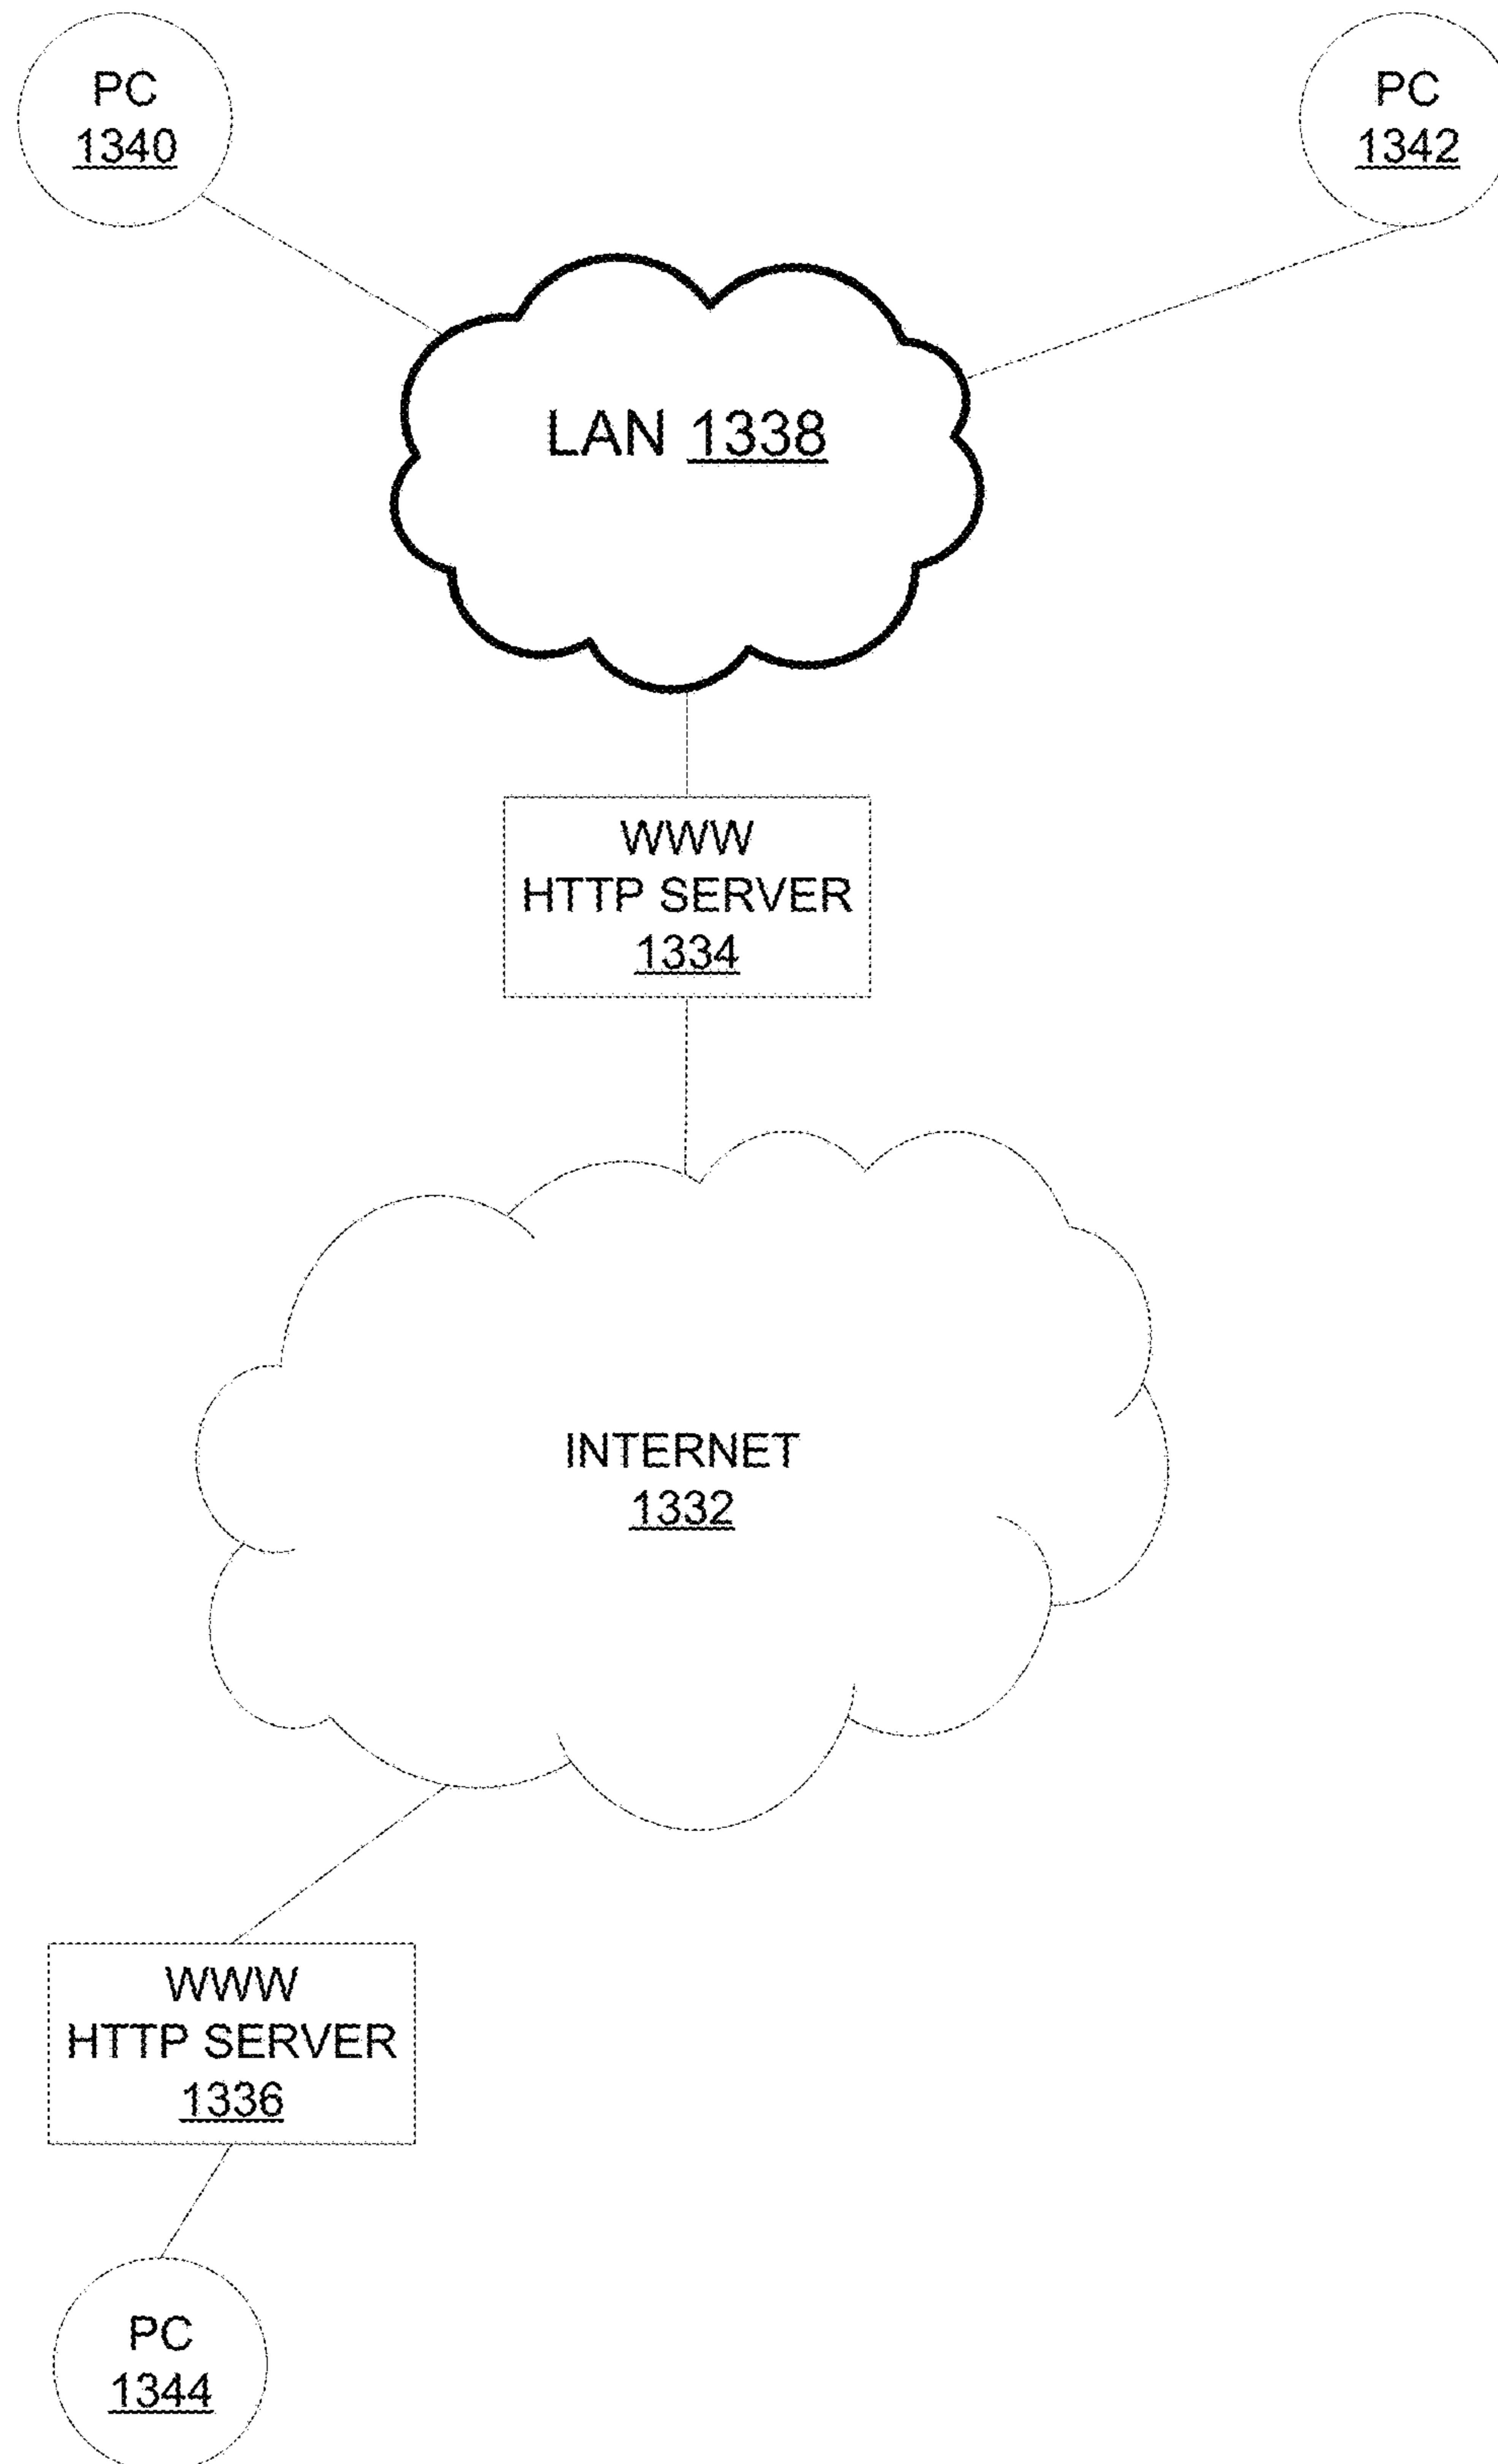 PC
1340
PC
1342
LAN 1338
WWW
HTTP SERVER
1334
INTERNET
1332
WWW
HTTP SERVER
1336
PC
1344